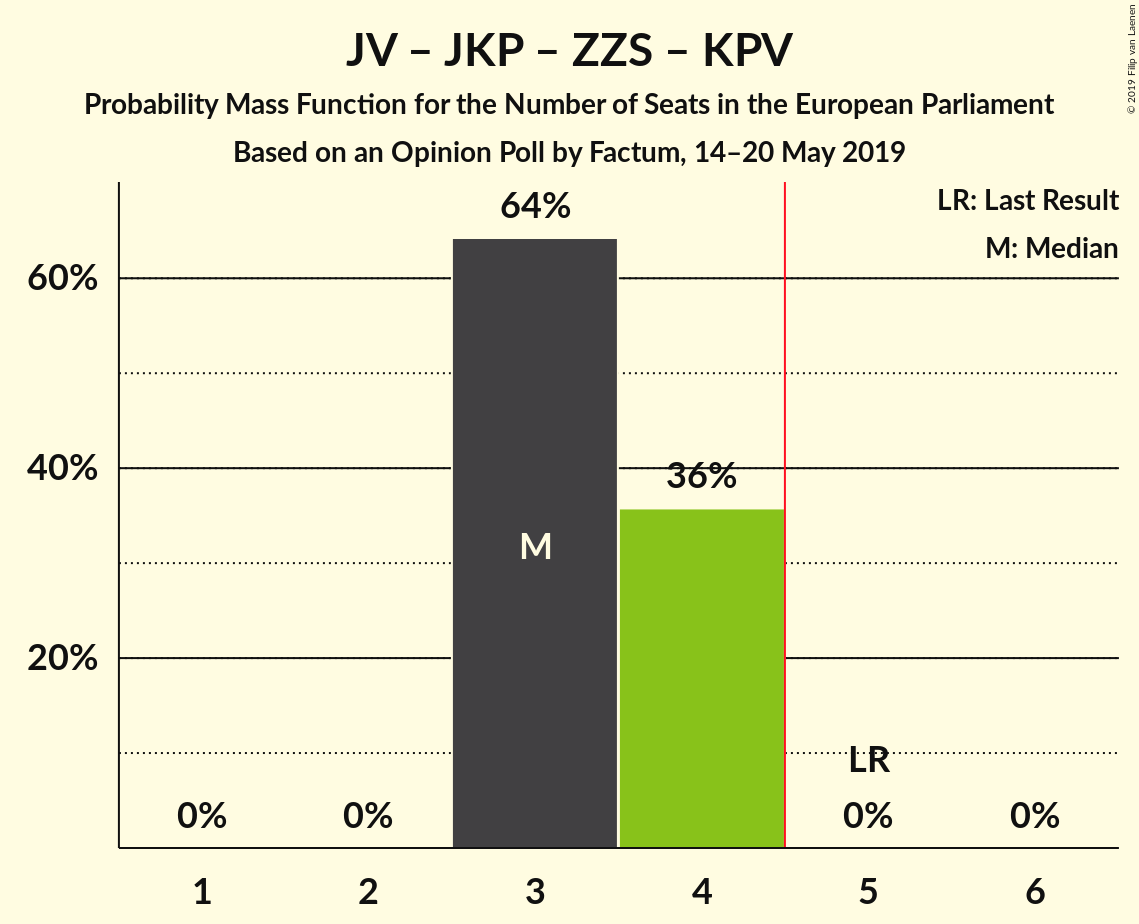 JV – JKP – ZZS – KPV
Probability Mass Function for the Number of Seats in the European Parliament
Based on an Opinion Poll by Factum, 14–20 May 2019
© 2019 Filip van Laenen
LR: Last Result
M: Median
64%
60%
40%
36%
M
20%
LR
0%
0%
0%
0%
1
2
3
4
5
6